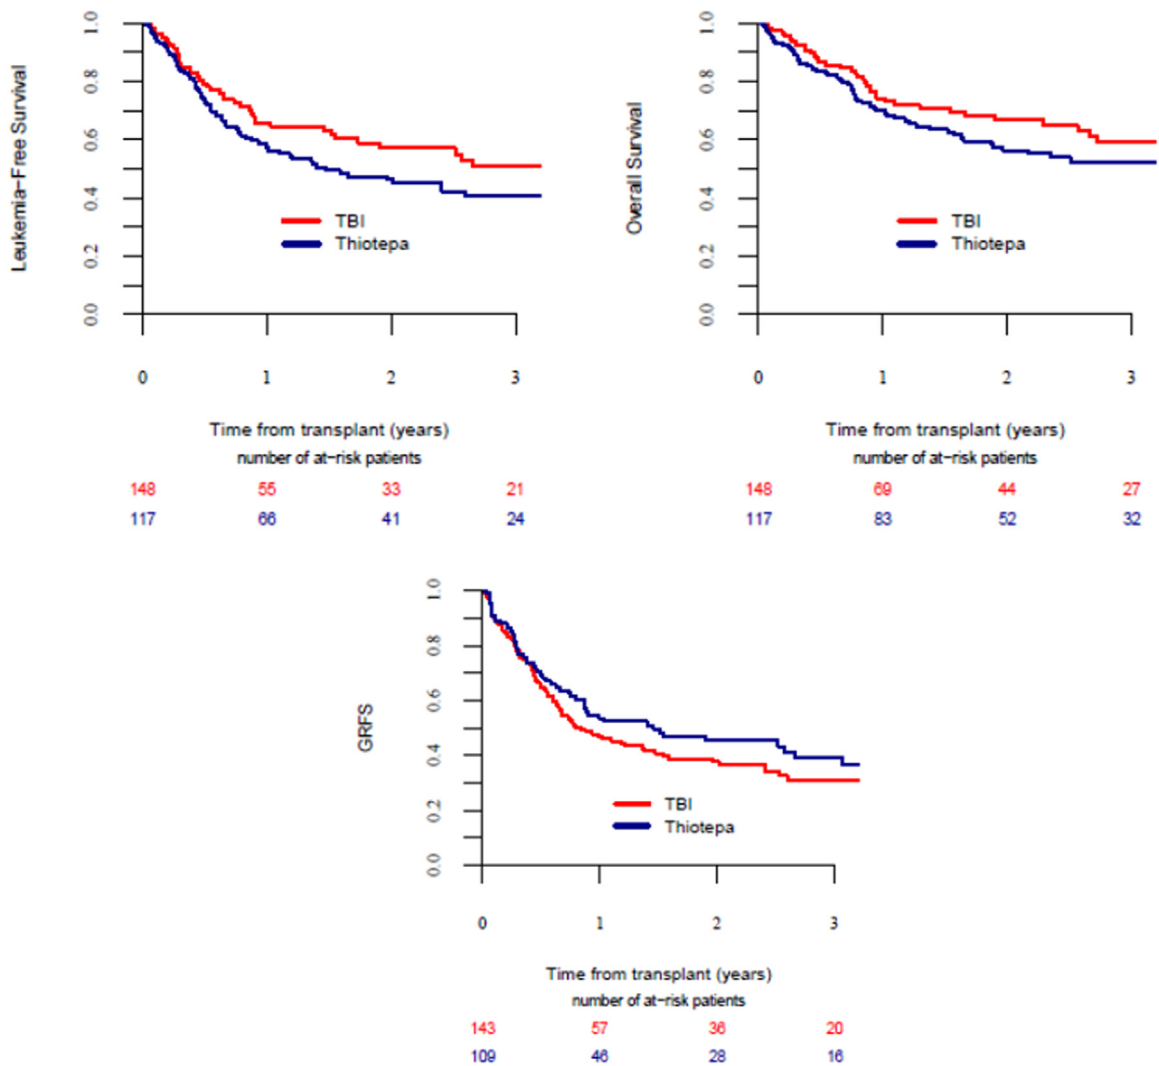 Leukemia-Free Survival
1.0
0.8
0.6
0.4
0.2
0.0
TBI
Thiotepa
0 1 2 3
Time from transplant (years)
number of at-risk patients
148 55 33 21
117 66 41 24
Overall Survival
1.0
0.8
0.6
0.4
0.2
0.0
TBI
Thiotepa
0 1 2 3
Time from transplant (years)
number of at-risk patients
148 69 44 27
117 83 52 32
GRFS
1.0
0.8
0.6
0.4
0.2
0.0
TBI
Thiotepa
0 1 2 3
Time from transplant (years)
number of at-risk patients
143 57 36 20
109 46 28 16